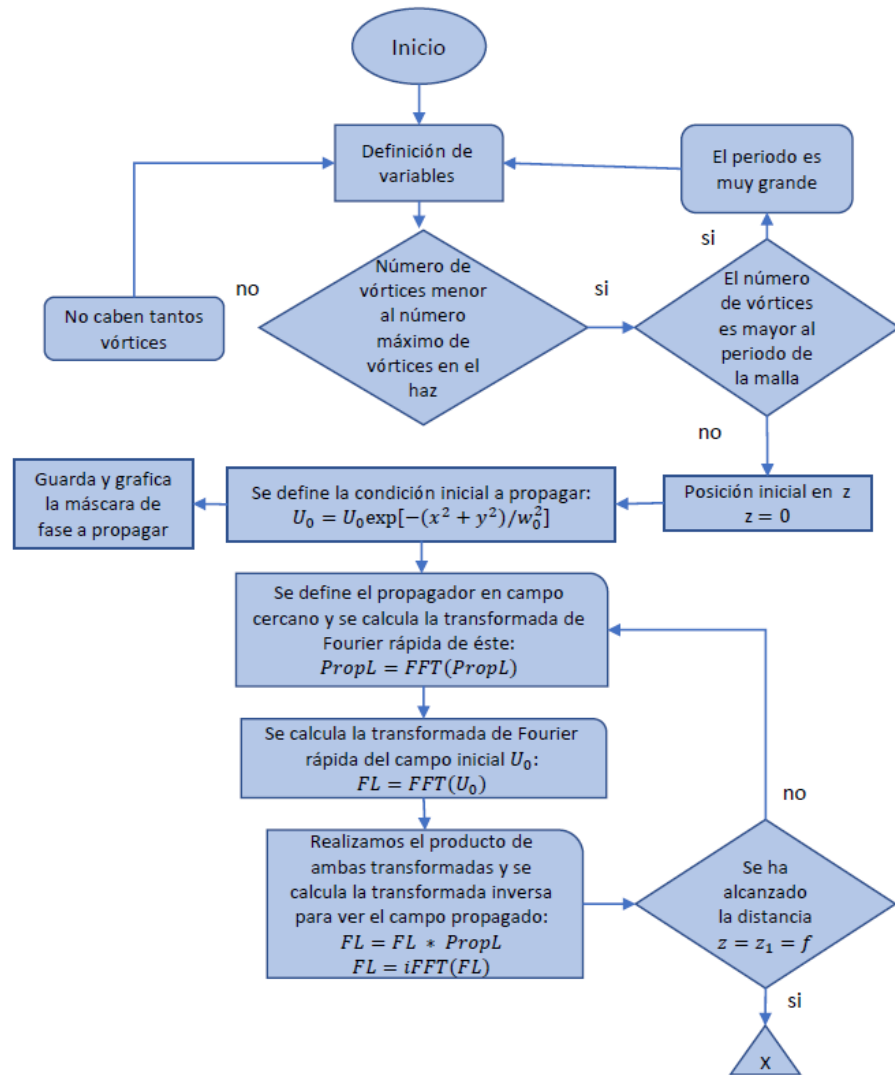 Inicio
Definición de
variables
El periodo es
muy grande
si
no
Número de
vórtices menor
al número
máximo de
vórtices en el
haz
si
El número
de vórtices
es mayor al
periodo de
la malla
No caben tantos
vórtices
no
Guarda y grafica
la máscara de
fase a propagar
Se define la condición inicial a propagar:
U₀ = U₀exp[−(x² + y²)/w₀²]
Posición inicial en z
z = 0
Se define el propagador en campo
cercano y se calcula la transformada de
Fourier rápida de éste:
PropL = FFT(PropL)
Se calcula la transformada de Fourier
rápida del campo inicial U₀:
FL = FFT(U₀)
no
Realizamos el producto de
ambas transformadas y se
calcula la transformada inversa
para ver el campo propagado:
FL = FL * PropL
FL = iFFT(FL)
Se ha
alcanzado
la distancia
z = z₁ = f
si
X